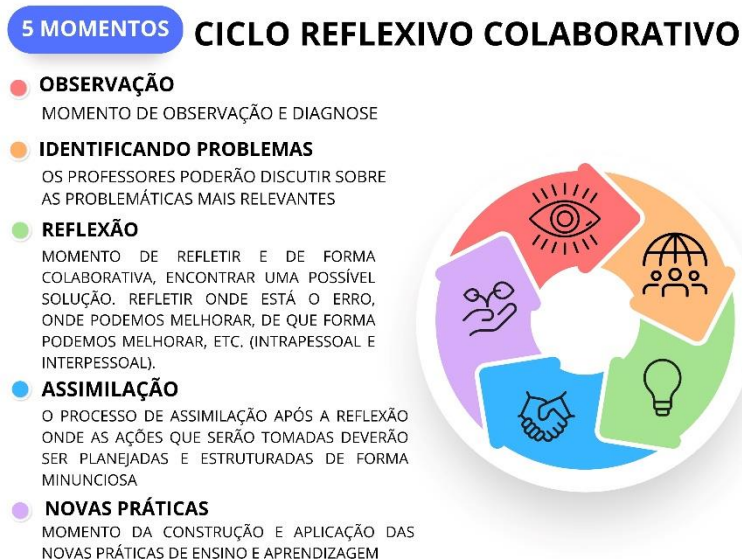 5 MOMENTOS
CICLO REFLEXIVO COLABORATIVO
OBSERVAÇÃO
MOMENTO DE OBSERVAÇÃO E DIAGNOSE
IDENTIFICANDO PROBLEMAS
OS PROFESSORES PODERÃO DISCUTIR SOBRE
AS PROBLEMÁTICAS MAIS RELEVANTES
REFLEXÃO
MOMENTO DE REFLETIR E DE FORMA
COLABORATIVA, ENCONTRAR UMA POSSÍVEL
SOLUÇÃO. REFLETIR ONDE ESTÁ O ERRO,
ONDE PODEMOS MELHORAR, DE QUE FORMA
PODEMOS MELHORAR, ETC. (INTRAPESSOAL E
INTERPESSOAL).
ASSIMILAÇÃO
O PROCESSO DE ASSIMILAÇÃO APÓS A REFLEXÃO
ONDE AS AÇÕES QUE SERÃO TOMADAS DEVERÃO
SER PLANEJADAS E ESTRUTURADAS DE FORMA
MINUNCIOSA
NOVAS PRÁTICAS
MOMENTO DA CONSTRUÇÃO E APLICAÇÃO DAS
NOVAS PRÁTICAS DE ENSINO E APRENDIZAGEM